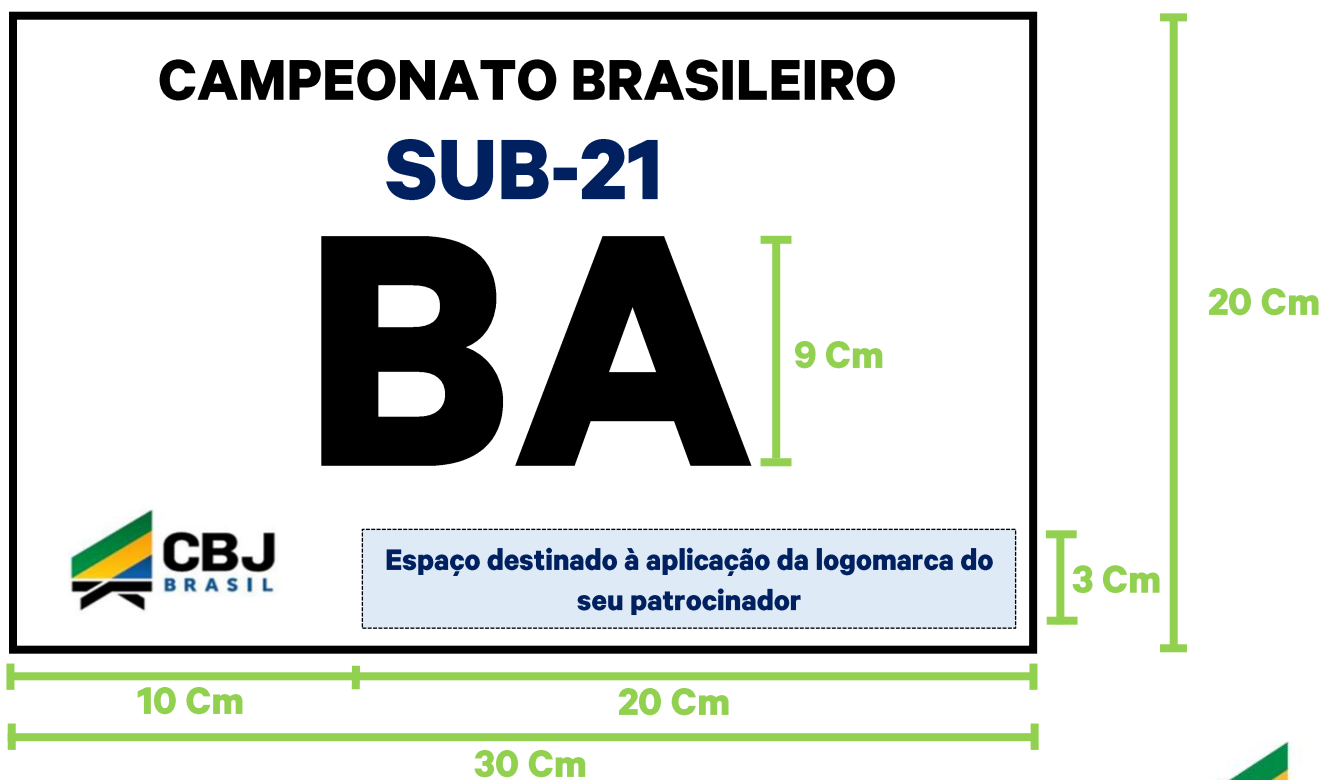 CAMPEONATO BRASILEIRO
SUB-21
BA
9 Cm
20 Cm
CBJ
BRASIL
Espaço destinado à aplicação da logomarca do
seu patrocinador
3 Cm
10 Cm
20 Cm
30 Cm